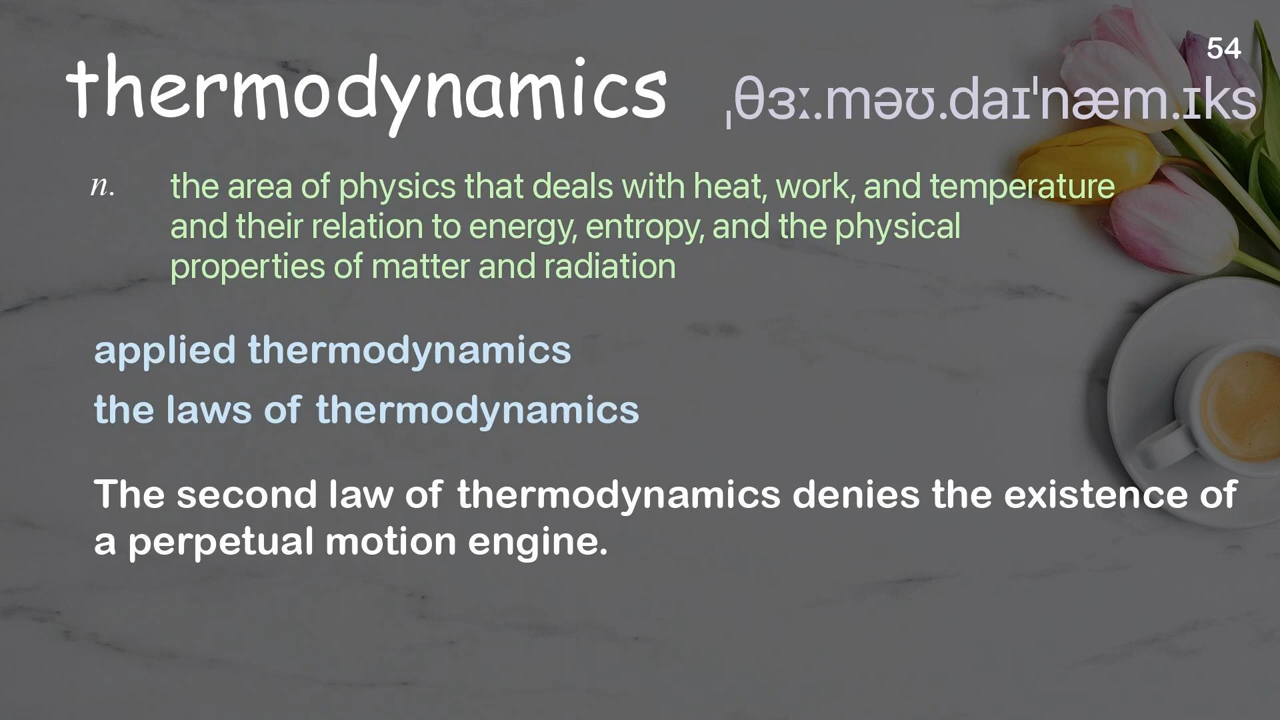 54
thermodynamics ˌθɜː.məʊ.daɪˈnæm.ɪks
n. the area of physics that deals with heat, work, and temperature
and their relation to energy, entropy, and the physical
properties of matter and radiation
applied thermodynamics
the laws of thermodynamics
The second law of thermodynamics denies the existence of
a perpetual motion engine.